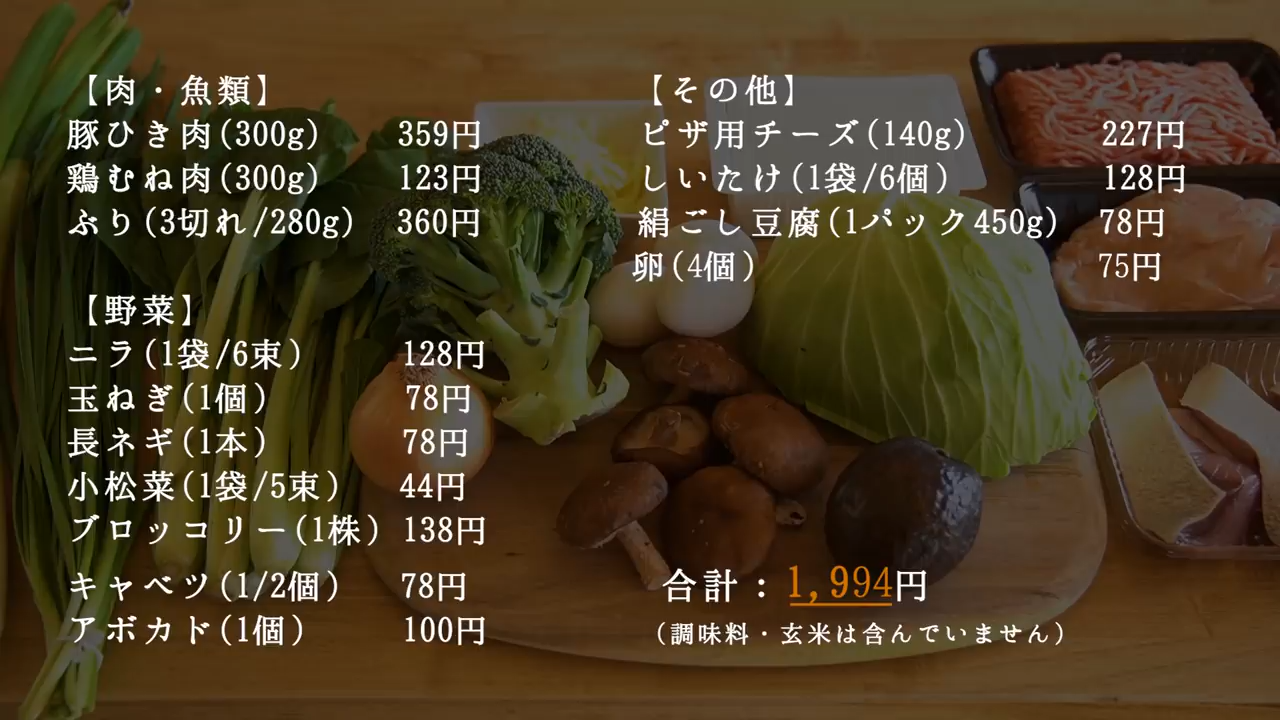 【肉・魚類】
豚ひき肉(300g) 359円
鶏むね肉(300g) 123円
ぶり(3切れ/280g) 360円
【野菜】
ニラ(1袋/6束) 128円
玉ねぎ(1個) 78円
長ネギ(1本) 78円
小松菜(1袋/5束) 44円
ブロッコリー(1株) 138円
キャベツ(1/2個) 78円
アボカド(1個) 100円
【その他】
ピザ用チーズ(140g) 227円
しいたけ(1袋/6個) 128円
絹ごし豆腐(1パック450g) 78円
卵(4個) 75円
合計：1,994円
（調味料・玄米は含んでいません）